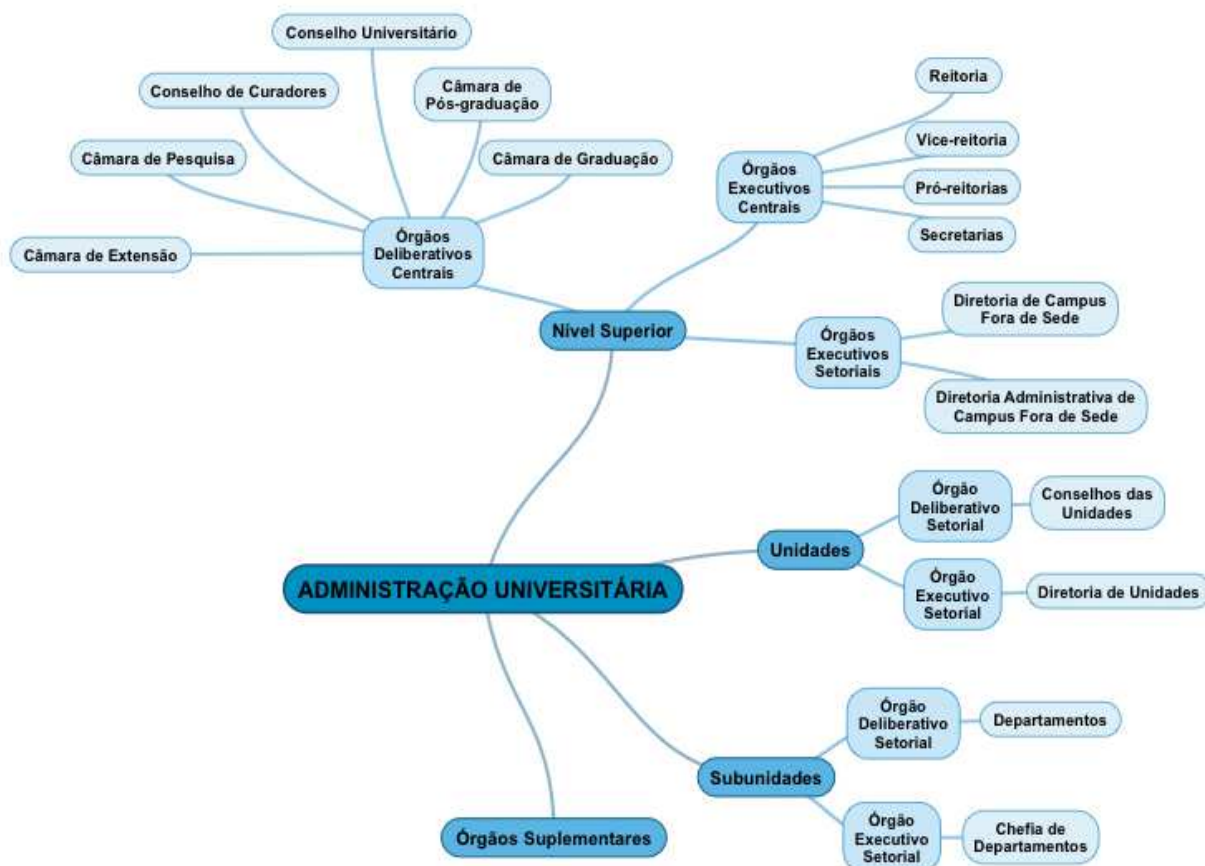 Conselho Universitário
Conselho de Curadores
Câmara de
Pós-graduação
Câmara de Pesquisa
Câmara de Graduação
Câmara de Extensão
Órgãos
Deliberativos
Centrais
Reitoria
Vice-reitoria
Pró-reitorias
Secretarias
Órgãos
Executivos
Centrais
Nível Superior
Órgãos
Executivos
Setoriais
Diretoria de Campus
Fora de Sede
Diretoria Administrativa de
Campus Fora de Sede
ADMINISTRAÇÃO UNIVERSITÁRIA
Unidades
Órgão
Deliberativo
Setorial
Conselhos das
Unidades
Órgão
Executivo
Setorial
Diretoria de Unidades
Subunidades
Órgão
Deliberativo
Setorial
Departamentos
Órgão
Executivo
Setorial
Chefia de
Departamentos
Órgãos Suplementares